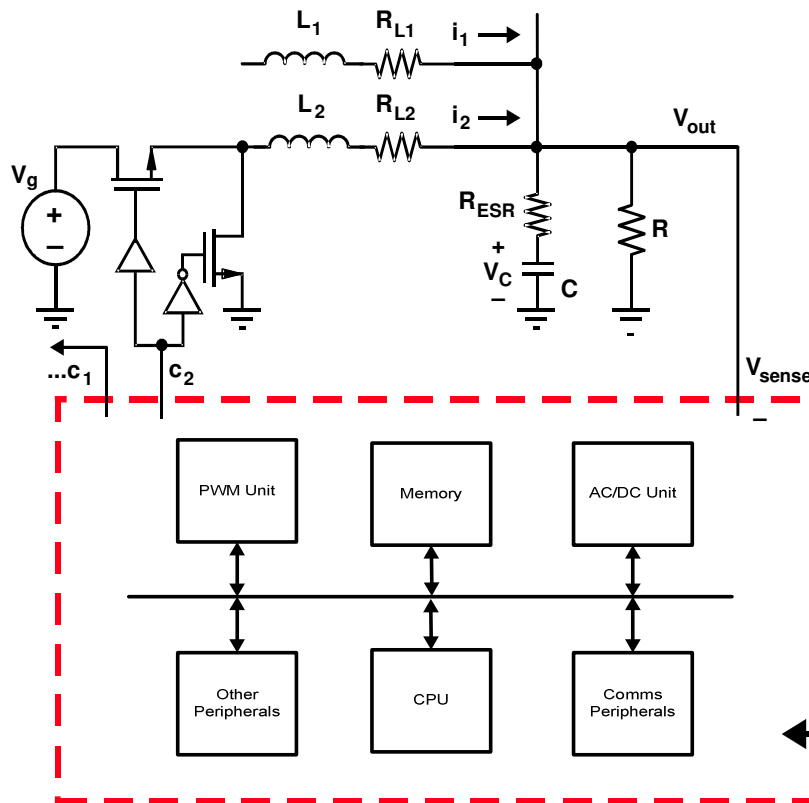 L1 RL1 i1
L2 RL2 i2
Vout
Vg
+
–
RESR
R
+
VC
–
C
...c1
c2
Vsense
–
PWM Unit
Memory
AC/DC Unit
Other
Peripherals
CPU
Comms
Peripherals